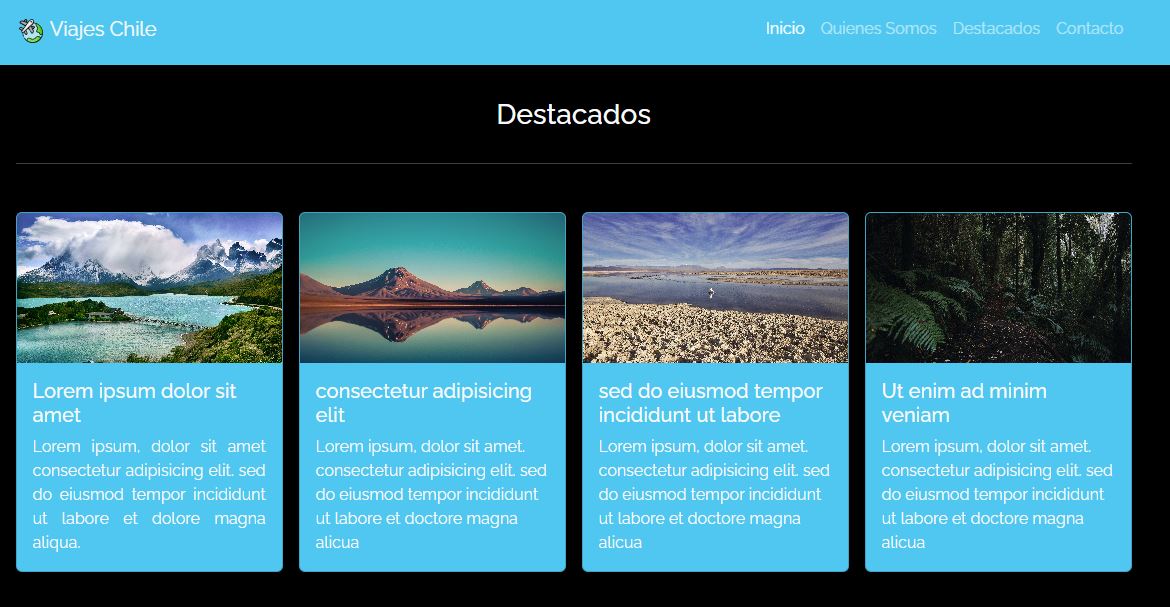 Viajes Chile
Inicio Quienes Somos Destacados Contacto
Destacados
Lorem ipsum dolor sit
amet
Lorem ipsum, dolor sit amet
consectetur adipisicing elit. sed
do eiusmod tempor incididunt
ut labore et dolore magna
aliqua.
consectetur adipisicing
elit
Lorem ipsum, dolor sit amet.
consectetur adipisicing elit. sed
do eiusmod tempor incididunt
ut labore et doctore magna
alicua
sed do eiusmod tempor
incididunt ut labore
Lorem ipsum, dolor sit amet.
consectetur adipisicing elit. sed
do eiusmod tempor incididunt
ut labore et doctore magna
alicua
Ut enim ad minim
veniam
Lorem ipsum, dolor sit amet.
consectetur adipisicing elit. sed
do eiusmod tempor incididunt
ut labore et doctore magna
alicua